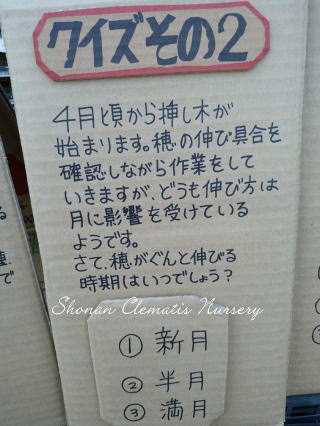 クイズその2
4月頃から挿し木が
始まります。穂の伸び具合を
確認しながら作業をして
いきますが、どうも伸び方は
月に影響を受けている
ようです。
さて、穂がぐんと伸びる
時期はいつでしょう?
Shonan Clematis Nursery
① 新月
② 半月
③ 満月